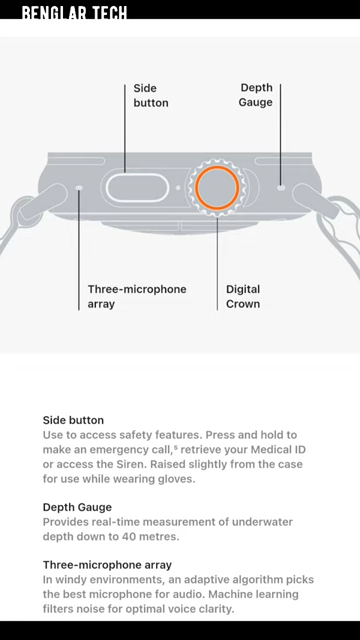 BENGLAR TECH
Side
button
Depth
Gauge
Three-microphone
array
Digital
Crown
Side button
Use to access safety features. Press and hold to
make an emergency call,⁵ retrieve your Medical ID
or access the Siren. Raised slightly from the case
for use while wearing gloves.
Depth Gauge
Provides real-time measurement of underwater
depth down to 40 metres.
Three-microphone array
In windy environments, an adaptive algorithm picks
the best microphone for audio. Machine learning
filters noise for optimal voice clarity.